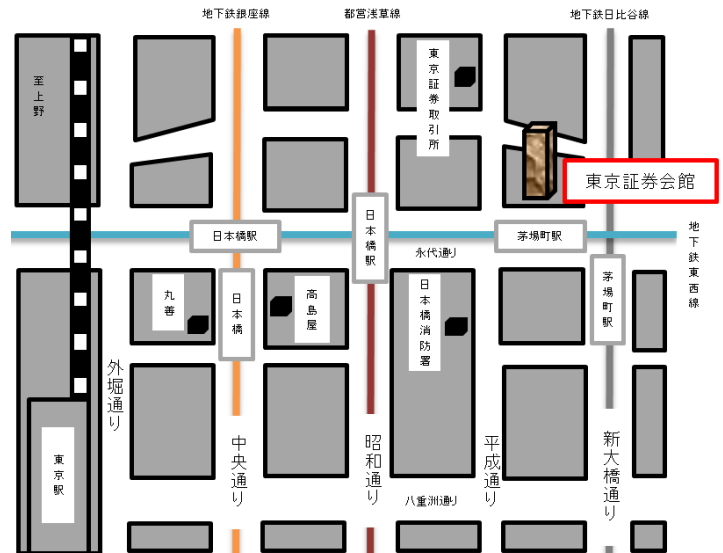 地下鉄銀座線
都営浅草線
地下鉄日比谷線
至上野
東京証券取引所
東京証券会館
日本橋駅
日本橋駅
茅場町駅
地下鉄東西線
永代通り
丸善
日本橋
高島屋
日本橋消防署
茅場町駅
外堀通り
中央通り
昭和通り
平成通り
新大橋通り
東京駅
八重洲通り